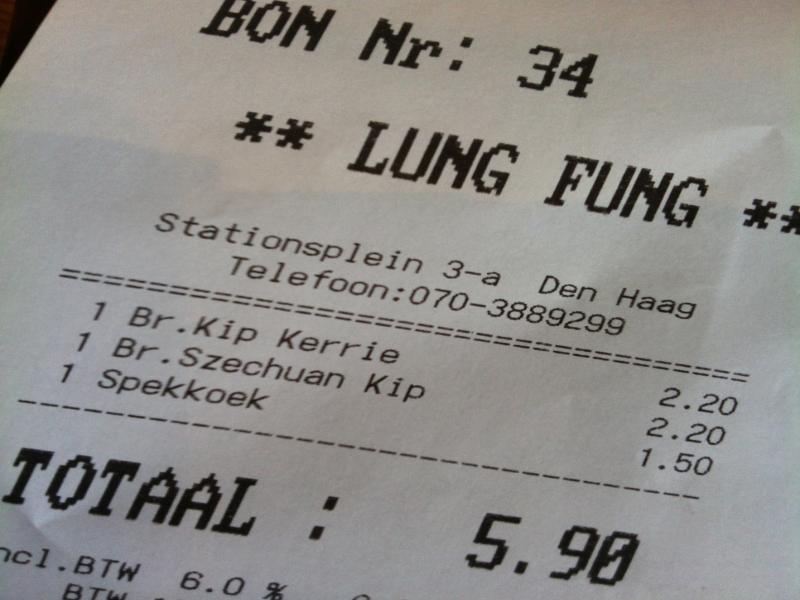 BON Nr: 34
** LUNG FUNG **
Stationsplein 3-a Den Haag
Telefoon:070-3889299
==================================
1 Br.Kip Kerrie 2.20
1 Br.Szechuan Kip 2.20
1 Spekkoek 1.50
----------------------------------
TOTAAL : 5.90
ncl.BTW 6.0 %
BTW